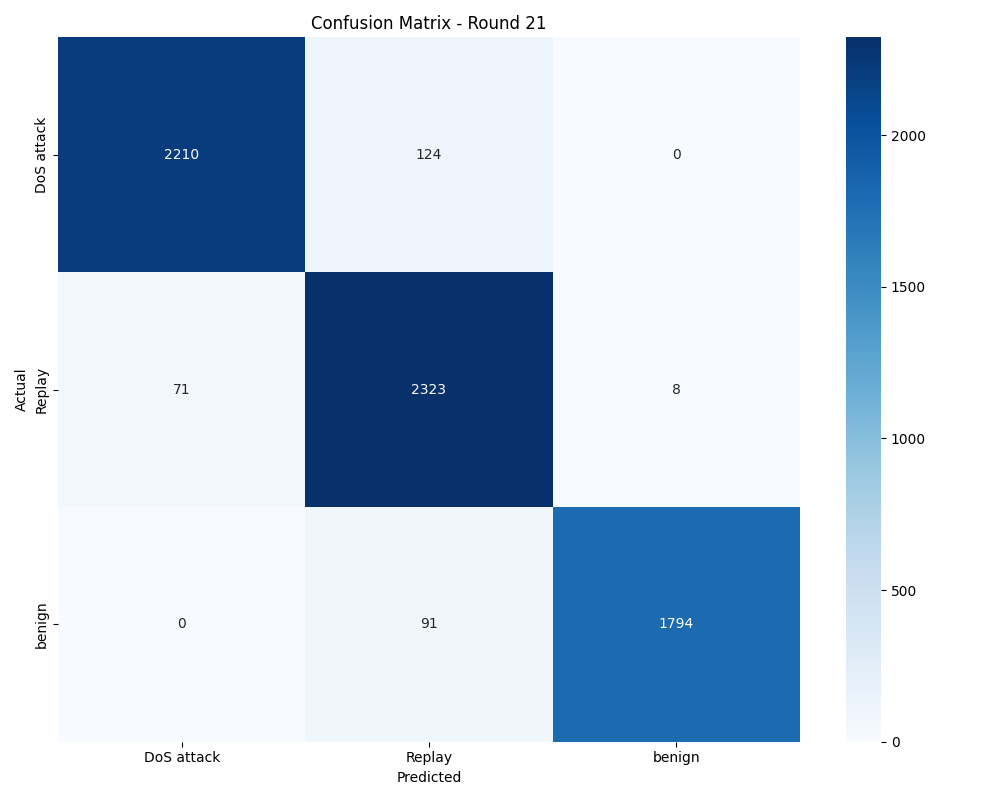 Confusion Matrix - Round 21
DoS attack
2210
124
0
Replay
71
2323
8
benign
0
91
1794
Actual
DoS attack
Replay
benign
Predicted
2000
1500
1000
500
0